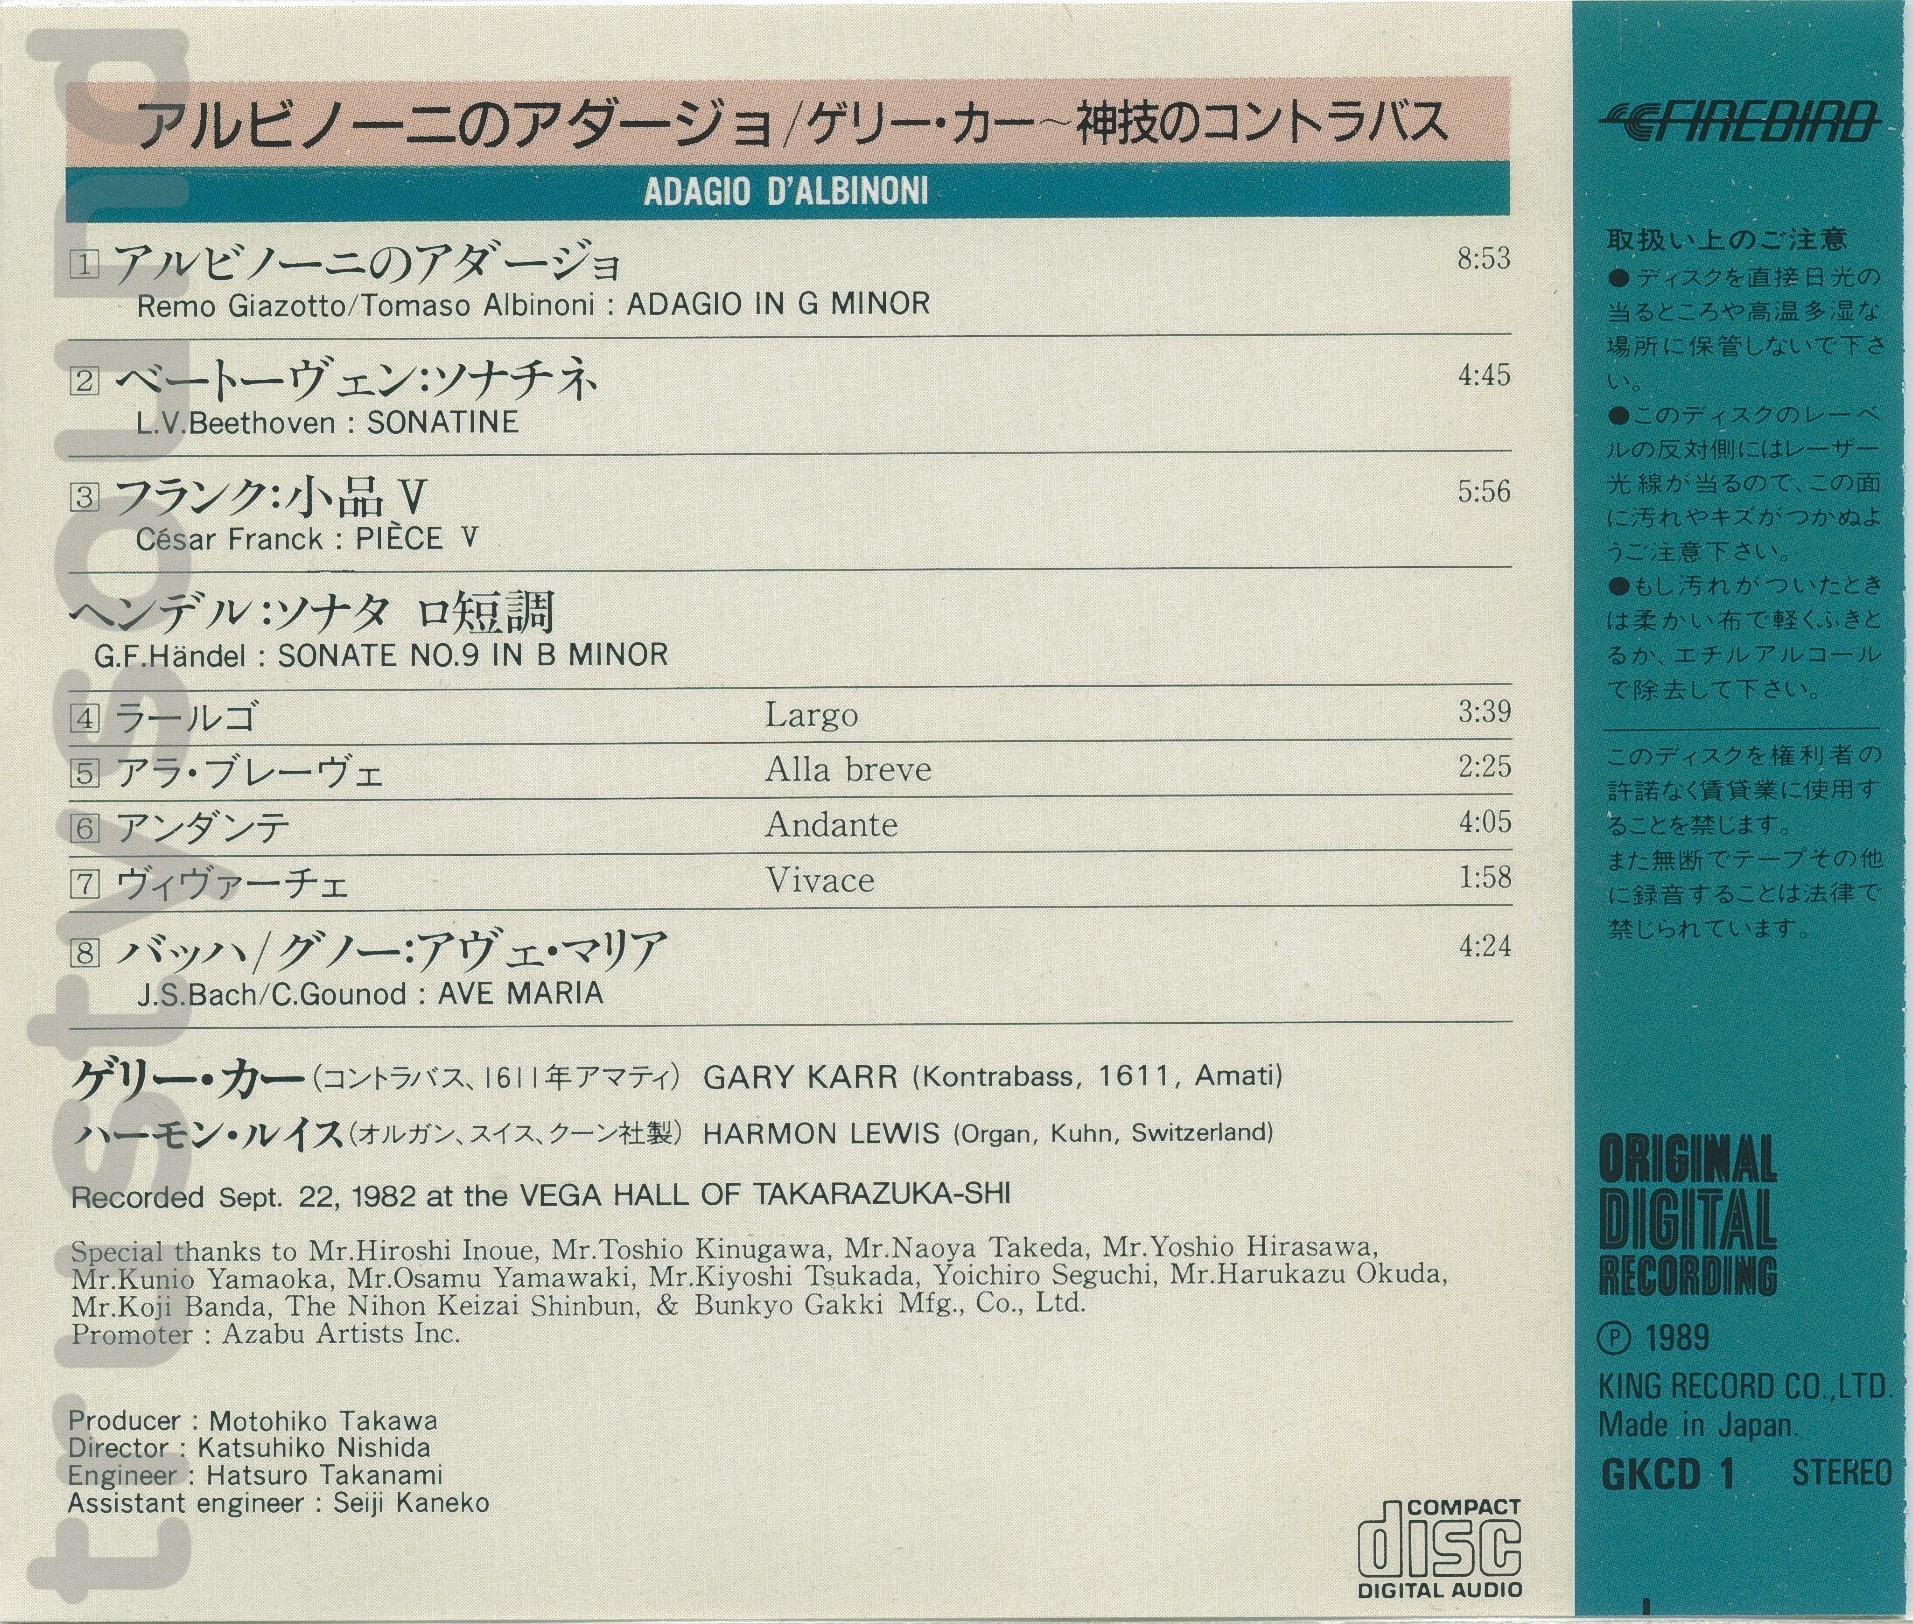 アルビノーニのアダージョ/ゲリー・カー〜神技のコントラバス
ADAGIO D'ALBINONI
1 アルビノーニのアダージョ 8:53
Remo Giazotto/Tomaso Albinoni : ADAGIO IN G MINOR
2 ベートーヴェン:ソナチネ 4:45
L.V.Beethoven : SONATINE
3 フランク:小品 V 5:56
César Franck : PIÈCE V
ヘンデル:ソナタ ロ短調
G.F.Händel : SONATE NO.9 IN B MINOR
4 ラールゴ Largo 3:39
5 アラ・ブレーヴェ Alla breve 2:25
6 アンダンテ Andante 4:05
7 ヴィヴァーチェ Vivace 1:58
8 バッハ/グノー:アヴェ・マリア 4:24
J.S.Bach/C.Gounod : AVE MARIA
ゲリー・カー(コントラバス、1611年アマティ) GARY KARR (Kontrabass, 1611, Amati)
ハーモン・ルイス(オルガン、スイス、クーン社製) HARMON LEWIS (Organ, Kuhn, Switzerland)
Recorded Sept. 22, 1982 at the VEGA HALL OF TAKARAZUKA-SHI
Special thanks to Mr.Hiroshi Inoue, Mr.Toshio Kinugawa, Mr.Naoya Takeda, Mr.Yoshio Hirasawa,
Mr.Kunio Yamaoka, Mr.Osamu Yamawaki, Mr.Kiyoshi Tsukada, Yoichiro Seguchi, Mr.Harukazu Okuda,
Mr.Koji Banda, The Nihon Keizai Shinbun, & Bunkyo Gakki Mfg., Co., Ltd.
Promoter : Azabu Artists Inc.
Producer : Motohiko Takawa
Director : Katsuhiko Nishida
Engineer : Hatsuro Takanami
Assistant engineer : Seiji Kaneko
COMPACT
disc
DIGITAL AUDIO
FIREBIRD
取扱い上のご注意
●ディスクを直接日光の
当るところや高温多湿な
場所に保管しないで下さ
い。
●このディスクのレーベ
ルの反対側にはレーザー
光線が当るので、この面
に汚れやキズがつかぬよ
うご注意下さい。
●もし汚れがついたとき
は柔かい布で軽くふきと
るか、エチルアルコール
で除去して下さい。
このディスクを権利者の
許諾なく賃貸業に使用す
ることを禁じます。
また無断でテープその他
に録音することは法律で
禁じられています。
ORIGINAL
DIGITAL
RECORDING
Ⓟ 1989
KING RECORD CO.,LTD.
Made in Japan.
GKCD 1 STEREO
trustysound